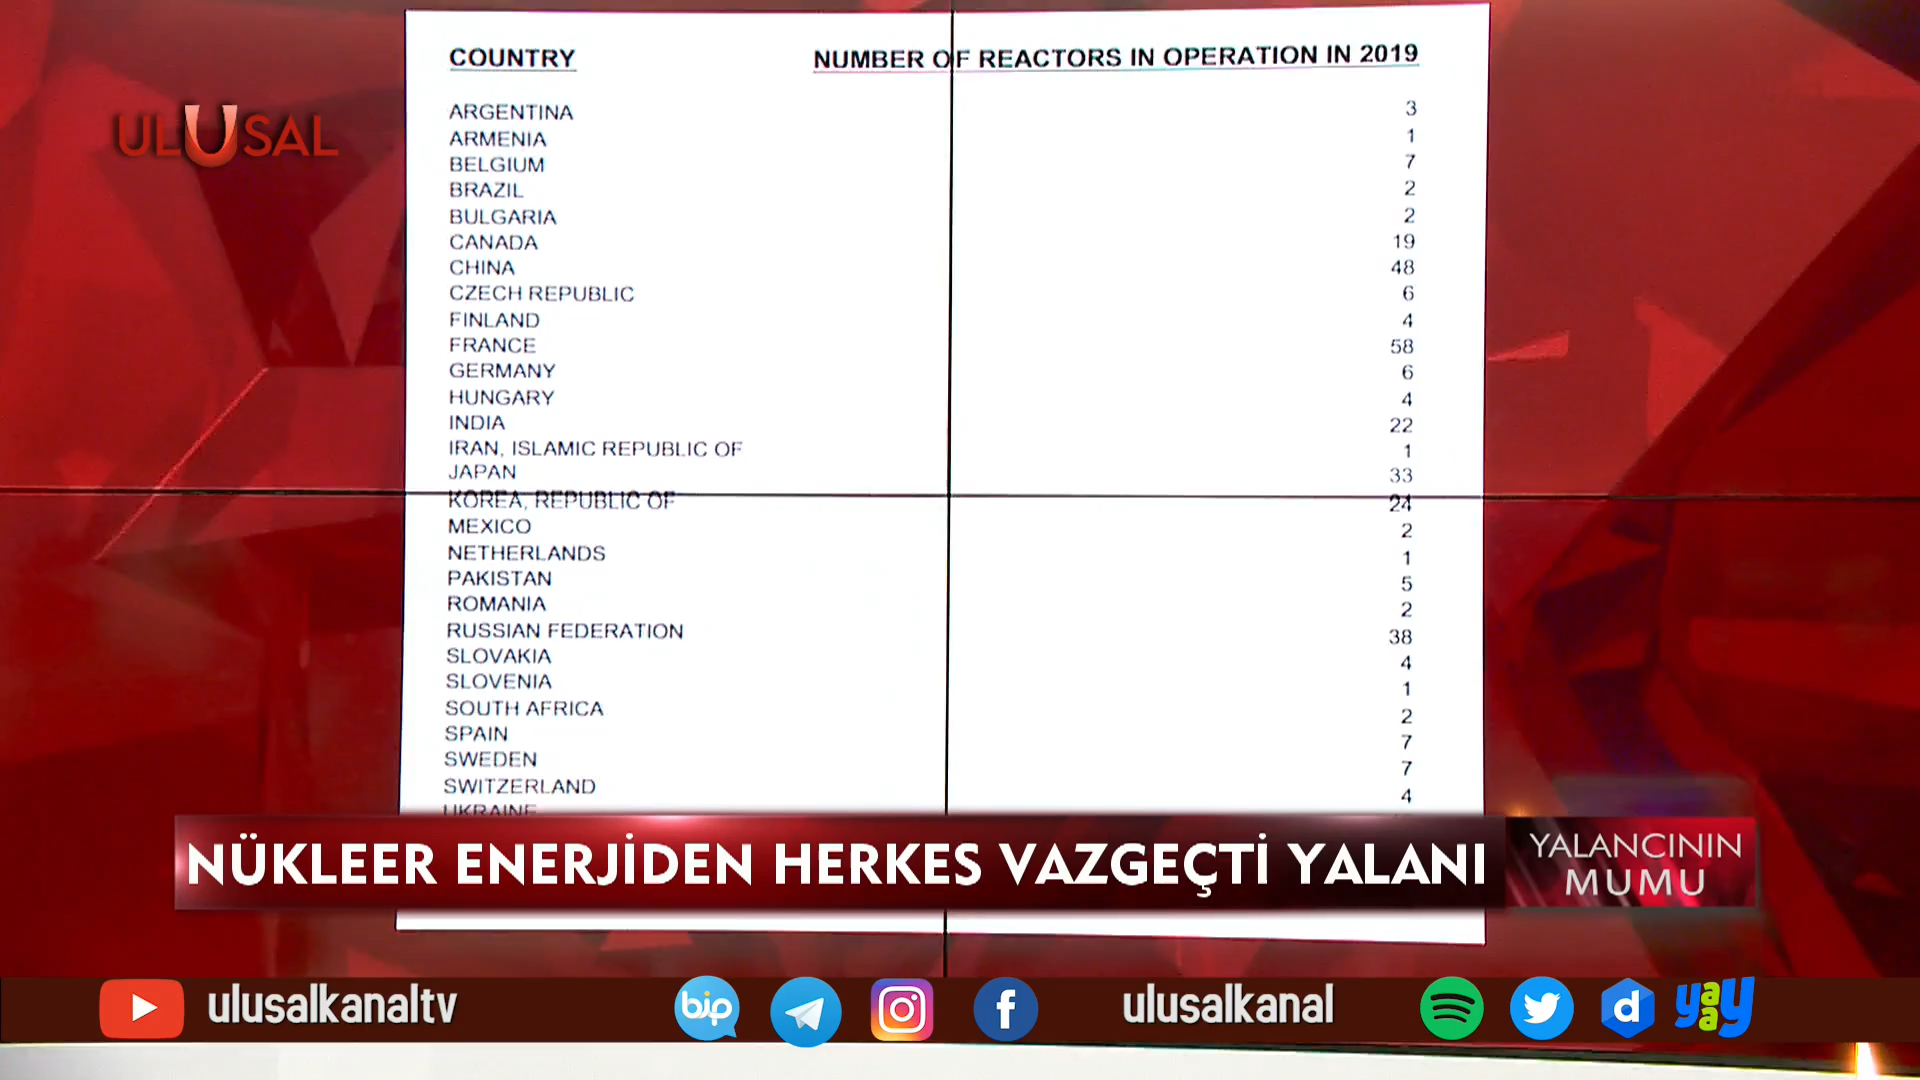 COUNTRY NUMBER OF REACTORS IN OPERATION IN 2019
ULUSAL
ARGENTINA 3
ARMENIA 1
BELGIUM 7
BRAZIL 2
BULGARIA 2
CANADA 19
CHINA 48
CZECH REPUBLIC 6
FINLAND 4
FRANCE 58
GERMANY 6
HUNGARY 4
INDIA 22
IRAN, ISLAMIC REPUBLIC OF 1
JAPAN 33
KOREA, REPUBLIC OF 24
MEXICO 2
NETHERLANDS 1
PAKISTAN 5
ROMANIA 2
RUSSIAN FEDERATION 38
SLOVAKIA 4
SLOVENIA 1
SOUTH AFRICA 2
SPAIN 7
SWEDEN 7
SWITZERLAND 4
UKRAINE
NÜKLEER ENERJİDEN HERKES VAZGEÇTİ YALANI
YALANCININ
MUMU
ulusalkanaltv bip f ulusalkanal d yaay